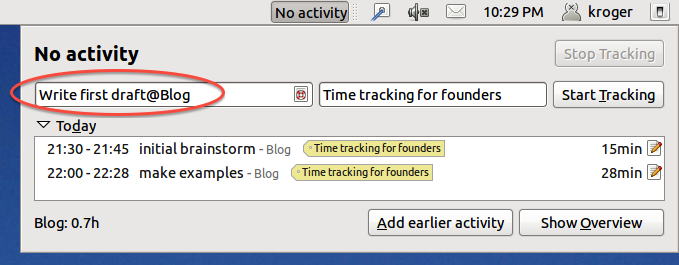 No activity 10:29 PM kroger
No activity Stop Tracking
Write first draft@Blog Time tracking for founders Start Tracking
Today
21:30 - 21:45 initial brainstorm - Blog Time tracking for founders 15min
22:00 - 22:28 make examples - Blog Time tracking for founders 28min
Blog: 0.7h Add earlier activity Show Overview